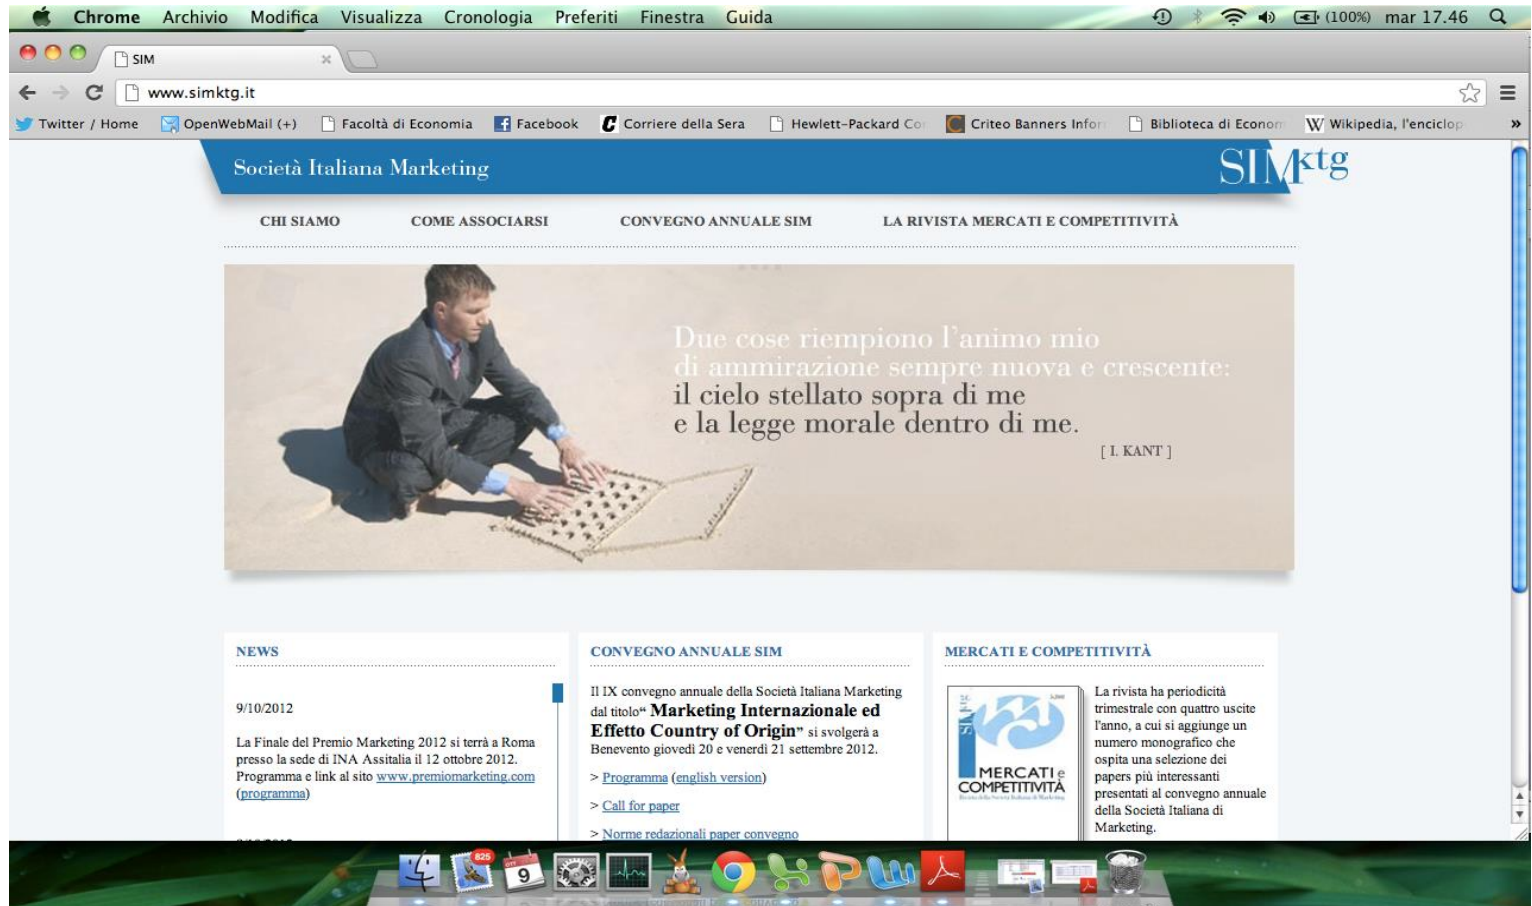 Chrome Archivio Modifica Visualizza Cronologia Preferiti Finestra Guida (100%) mar 17.46
SIM
www.simktg.it
Twitter / Home OpenWebMail (+) Facoltà di Economia Facebook Corriere della Sera Hewlett-Packard Co Criteo Banners Infor Biblioteca di Econom Wikipedia, l'enciclop »
Società Italiana Marketing SIMktg
CHI SIAMO COME ASSOCIARSI CONVEGNO ANNUALE SIM LA RIVISTA MERCATI E COMPETITIVITÀ
Due cose riempiono l'animo mio
di ammirazione sempre nuova e crescente:
il cielo stellato sopra di me
e la legge morale dentro di me.
[ I. KANT ]
NEWS
9/10/2012
La Finale del Premio Marketing 2012 si terrà a Roma
presso la sede di INA Assitalia il 12 ottobre 2012.
Programma e link al sito www.premiomarketing.com
(programma)
CONVEGNO ANNUALE SIM
Il IX convegno annuale della Società Italiana Marketing
dal titolo“ Marketing Internazionale ed
Effetto Country of Origin” si svolgerà a
Benevento giovedì 20 e venerdì 21 settembre 2012.
> Programma (english version)
> Call for paper
> Norme redazionali paper convegno
MERCATI E COMPETITIVITÀ
SIMktg
MERCATI e
COMPETITIVITÀ
La rivista ha periodicità
trimestrale con quattro uscite
l'anno, a cui si aggiunge un
numero monografico che
ospita una selezione dei
papers più interessanti
presentati al convegno annuale
della Società Italiana di
Marketing.
825
OTT
9